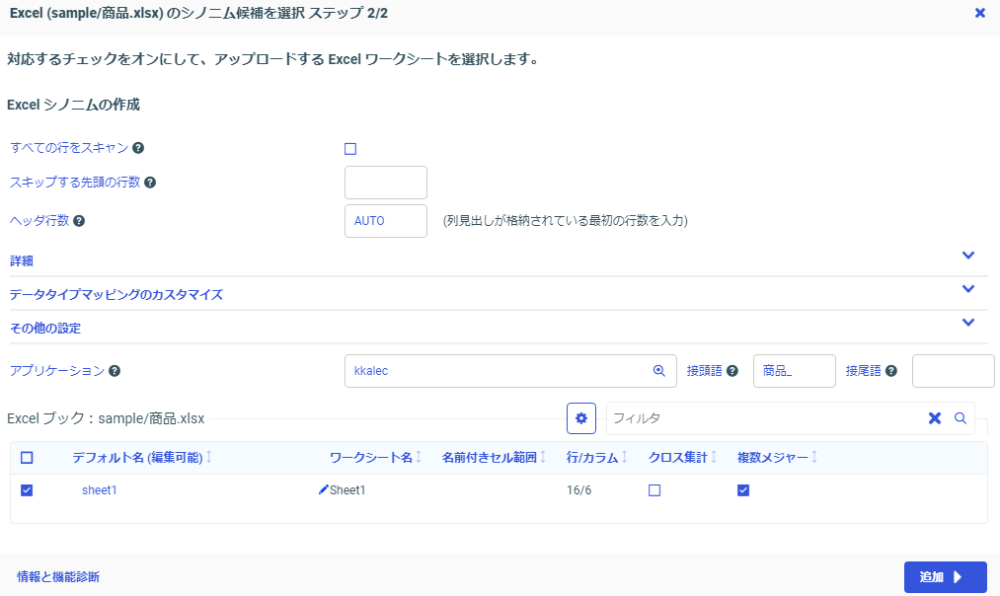 Excel (sample/商品.xlsx) のシノニム候補を選択 ステップ 2/2
対応するチェックをオンにして、アップロードする Excel ワークシートを選択します。
Excel シノニムの作成
すべての行をスキャン
スキップする先頭の行数
ヘッダ行数 AUTO (列見出しが格納されている最初の行数を入力)
詳細
データタイプマッピングのカスタマイズ
その他の設定
アプリケーション kkalec 接頭語 商品_ 接尾語
Excel ブック : sample/商品.xlsx フィルタ
デフォルト名 (編集可能) ワークシート名 名前付きセル範囲 行/カラム クロス集計 複数メジャー
sheet1 Sheet1 16/6
情報と機能診断 追加